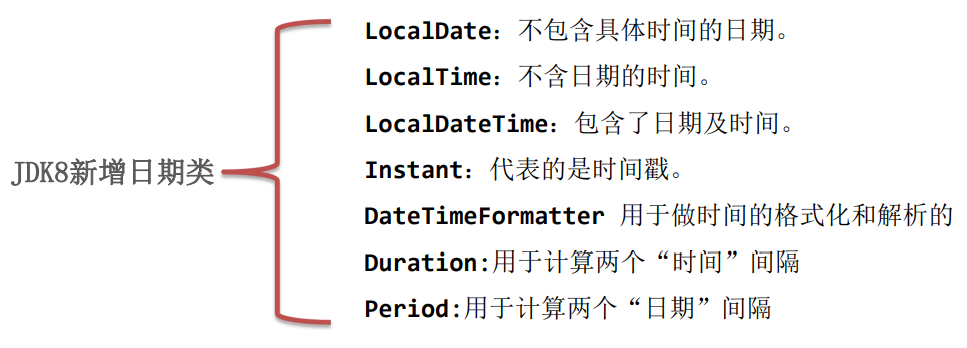 JDK8新增日期类
LocalDate：不包含具体时间的日期。
LocalTime：不含日期的时间。
LocalDateTime：包含了日期及时间。
Instant：代表的是时间戳。
DateTimeFormatter 用于做时间的格式化和解析的
Duration:用于计算两个“时间”间隔
Period:用于计算两个“日期”间隔